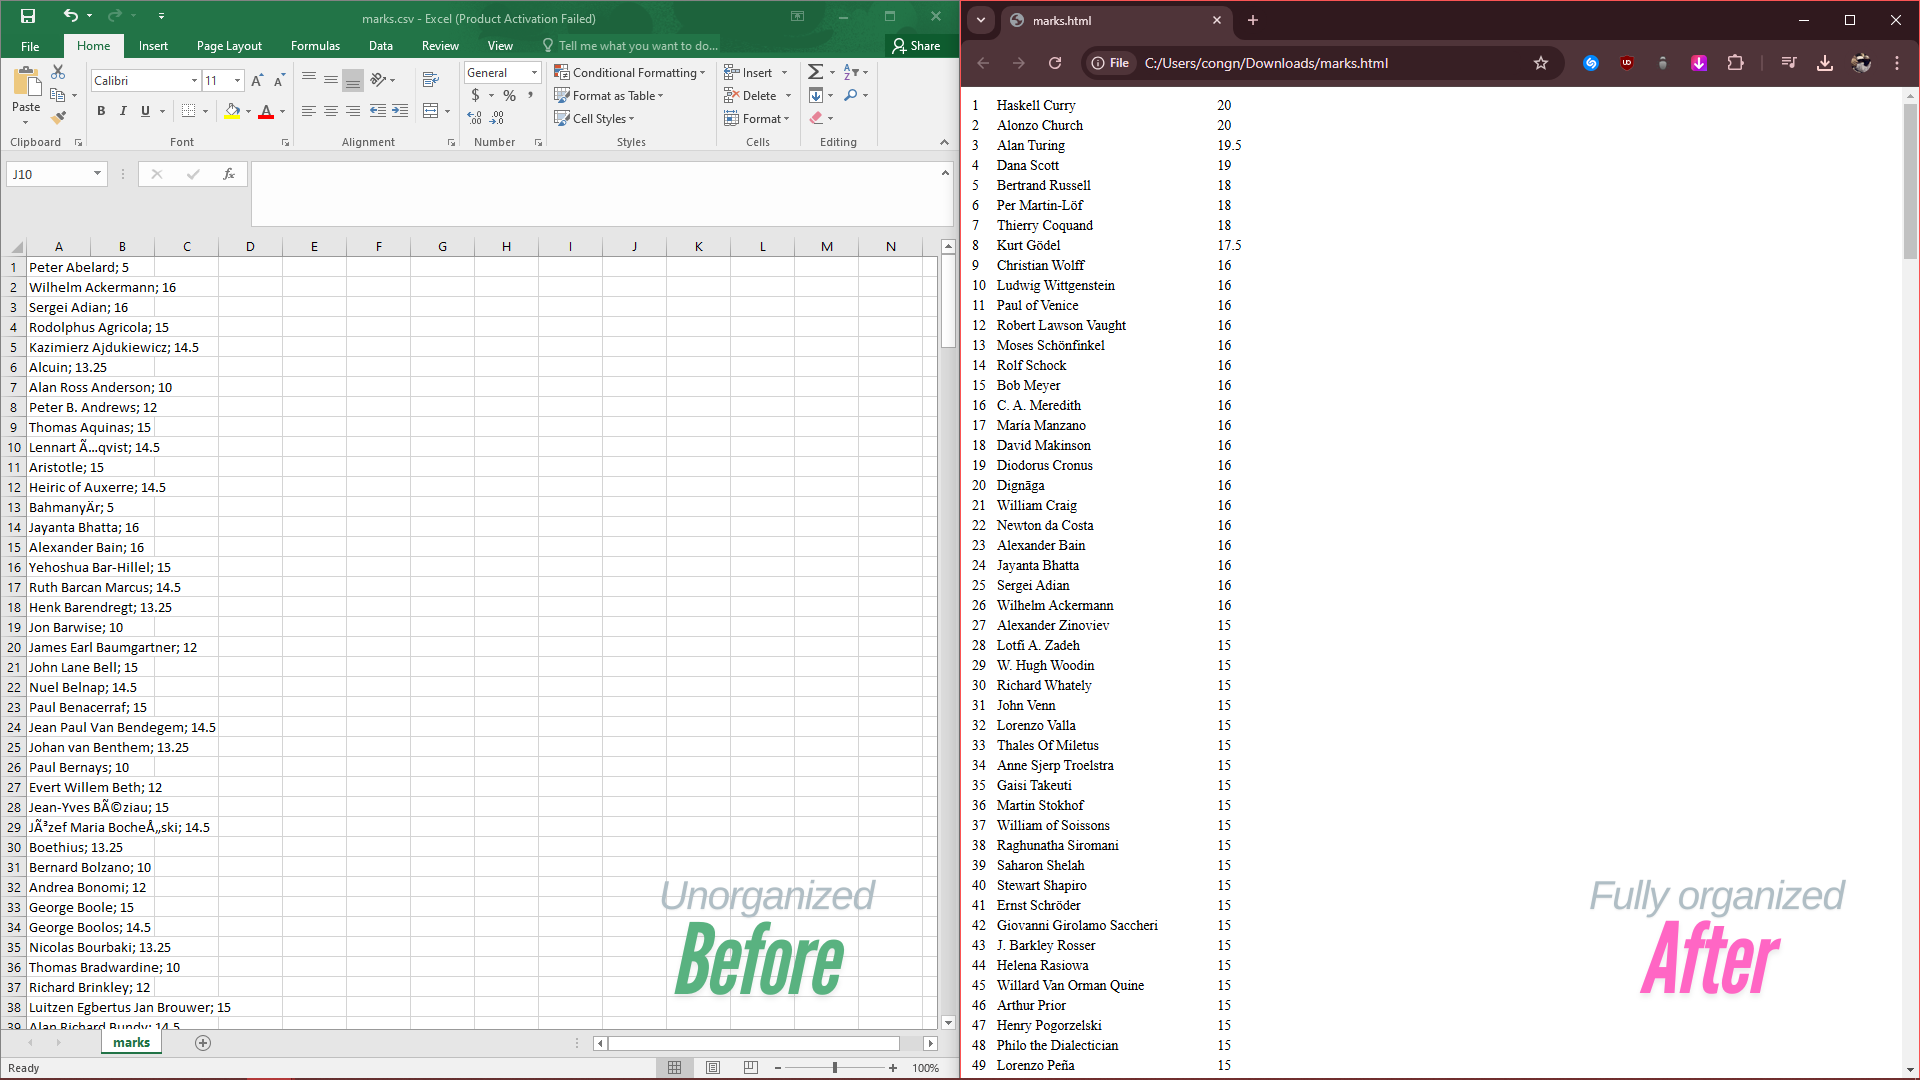 marks.csv - Excel (Product Activation Failed)
File Home Insert Page Layout Formulas Data Review View Tell me what you want to do... Share
Paste
Calibri 11
B I U A
General
$ % ,
Conditional Formatting
Format as Table
Cell Styles
Insert
Delete
Format
Clipboard Font Alignment Number Styles Cells Editing
J10 fx
A B C D E F G H I J K L M N
1 Peter Abelard; 5
2 Wilhelm Ackermann; 16
3 Sergei Adian; 16
4 Rodolphus Agricola; 15
5 Kazimierz Ajdukiewicz; 14.5
6 Alcuin; 13.25
7 Alan Ross Anderson; 10
8 Peter B. Andrews; 12
9 Thomas Aquinas; 15
10 Lennart Ã…qvist; 14.5
11 Aristotle; 15
12 Heiric of Auxerre; 14.5
13 BahmanyÄr; 5
14 Jayanta Bhatta; 16
15 Alexander Bain; 16
16 Yehoshua Bar-Hillel; 15
17 Ruth Barcan Marcus; 14.5
18 Henk Barendregt; 13.25
19 Jon Barwise; 10
20 James Earl Baumgartner; 12
21 John Lane Bell; 15
22 Nuel Belnap; 14.5
23 Paul Benacerraf; 15
24 Jean Paul Van Bendegem; 14.5
25 Johan van Benthem; 13.25
26 Paul Bernays; 10
27 Evert Willem Beth; 12
28 Jean-Yves BÃ©ziau; 15
29 JÃ³zef Maria BocheÅ„ski; 14.5
30 Boethius; 13.25
31 Bernard Bolzano; 10
32 Andrea Bonomi; 12
33 George Boole; 15
34 George Boolos; 14.5
35 Nicolas Bourbaki; 13.25
36 Thomas Bradwardine; 10
37 Richard Brinkley; 12
38 Luitzen Egbertus Jan Brouwer; 15
39 Alan Richard Bundy; 14.5
Unorganized
Before
marks
Ready 100%
marks.html
File C:/Users/congn/Downloads/marks.html
1 Haskell Curry 20
2 Alonzo Church 20
3 Alan Turing 19.5
4 Dana Scott 19
5 Bertrand Russell 18
6 Per Martin-Löf 18
7 Thierry Coquand 18
8 Kurt Gödel 17.5
9 Christian Wolff 16
10 Ludwig Wittgenstein 16
11 Paul of Venice 16
12 Robert Lawson Vaught 16
13 Moses Schönfinkel 16
14 Rolf Schock 16
15 Bob Meyer 16
16 C. A. Meredith 16
17 María Manzano 16
18 David Makinson 16
19 Diodorus Cronus 16
20 Dignāga 16
21 William Craig 16
22 Newton da Costa 16
23 Alexander Bain 16
24 Jayanta Bhatta 16
25 Sergei Adian 16
26 Wilhelm Ackermann 16
27 Alexander Zinoviev 15
28 Lotfi A. Zadeh 15
29 W. Hugh Woodin 15
30 Richard Whately 15
31 John Venn 15
32 Lorenzo Valla 15
33 Thales Of Miletus 15
34 Anne Sjerp Troelstra 15
35 Gaisi Takeuti 15
36 Martin Stokhof 15
37 William of Soissons 15
38 Raghunatha Siromani 15
39 Saharon Shelah 15
40 Stewart Shapiro 15
41 Ernst Schröder 15
42 Giovanni Girolamo Saccheri 15
43 J. Barkley Rosser 15
44 Helena Rasiowa 15
45 Willard Van Orman Quine 15
46 Arthur Prior 15
47 Henry Pogorzelski 15
48 Philo the Dialectician 15
49 Lorenzo Peña 15
Fully organized
After